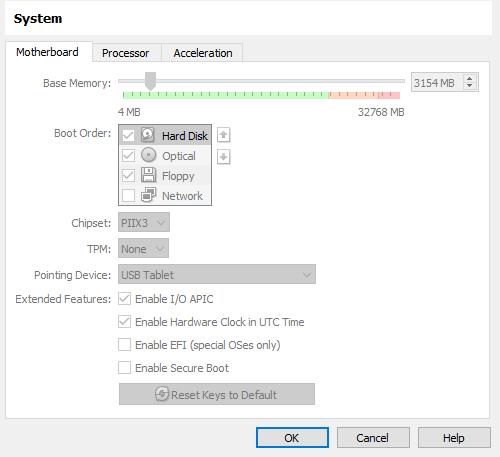 System
Motherboard Processor Acceleration
Base Memory: 3154 MB
4 MB 32768 MB
Boot Order: Hard Disk
Optical
Floppy
Network
Chipset: PIIX3
TPM: None
Pointing Device: USB Tablet
Extended Features: Enable I/O APIC
Enable Hardware Clock in UTC Time
Enable EFI (special OSes only)
Enable Secure Boot
Reset Keys to Default
OK Cancel Help